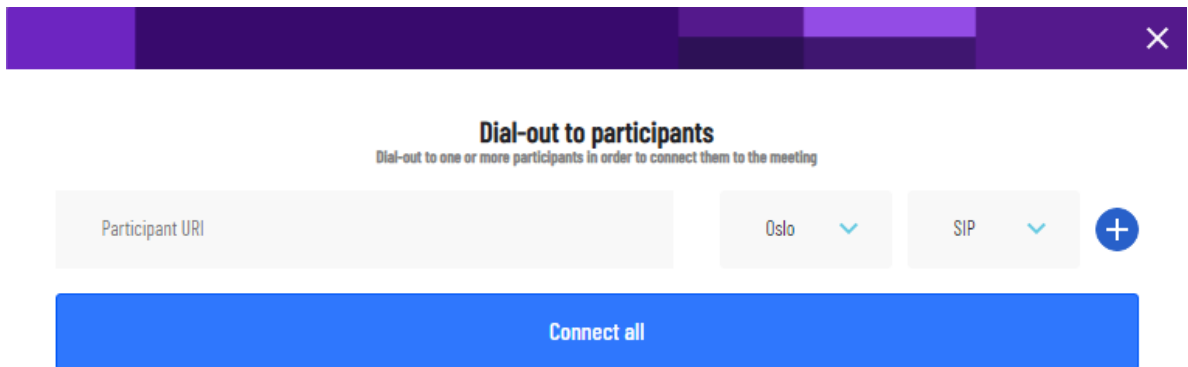 Dial-out to participants
Dial-out to one or more participants in order to connect them to the meeting
Participant URI Oslo SIP
Connect all